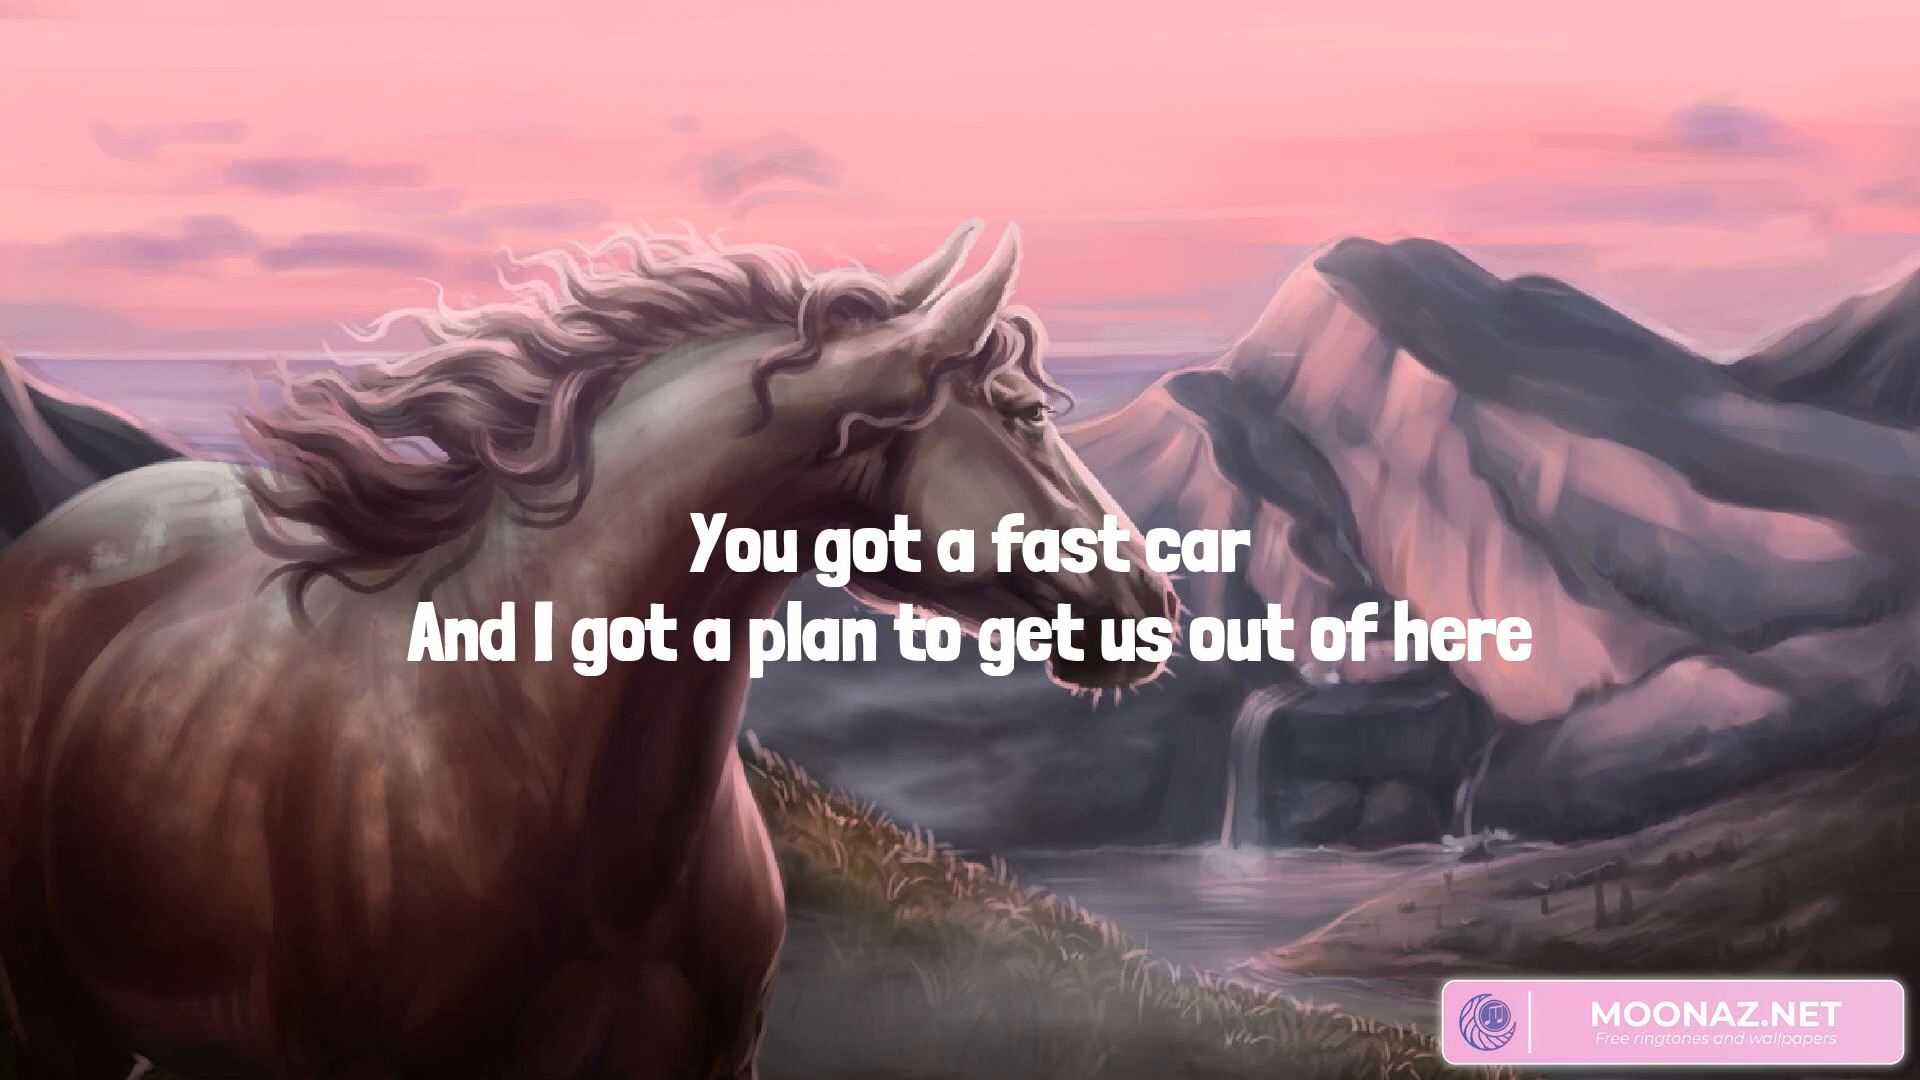 You got a fast car
And I got a plan to get us out of here
MOONAZ.NET
Free ringtones and wallpapers